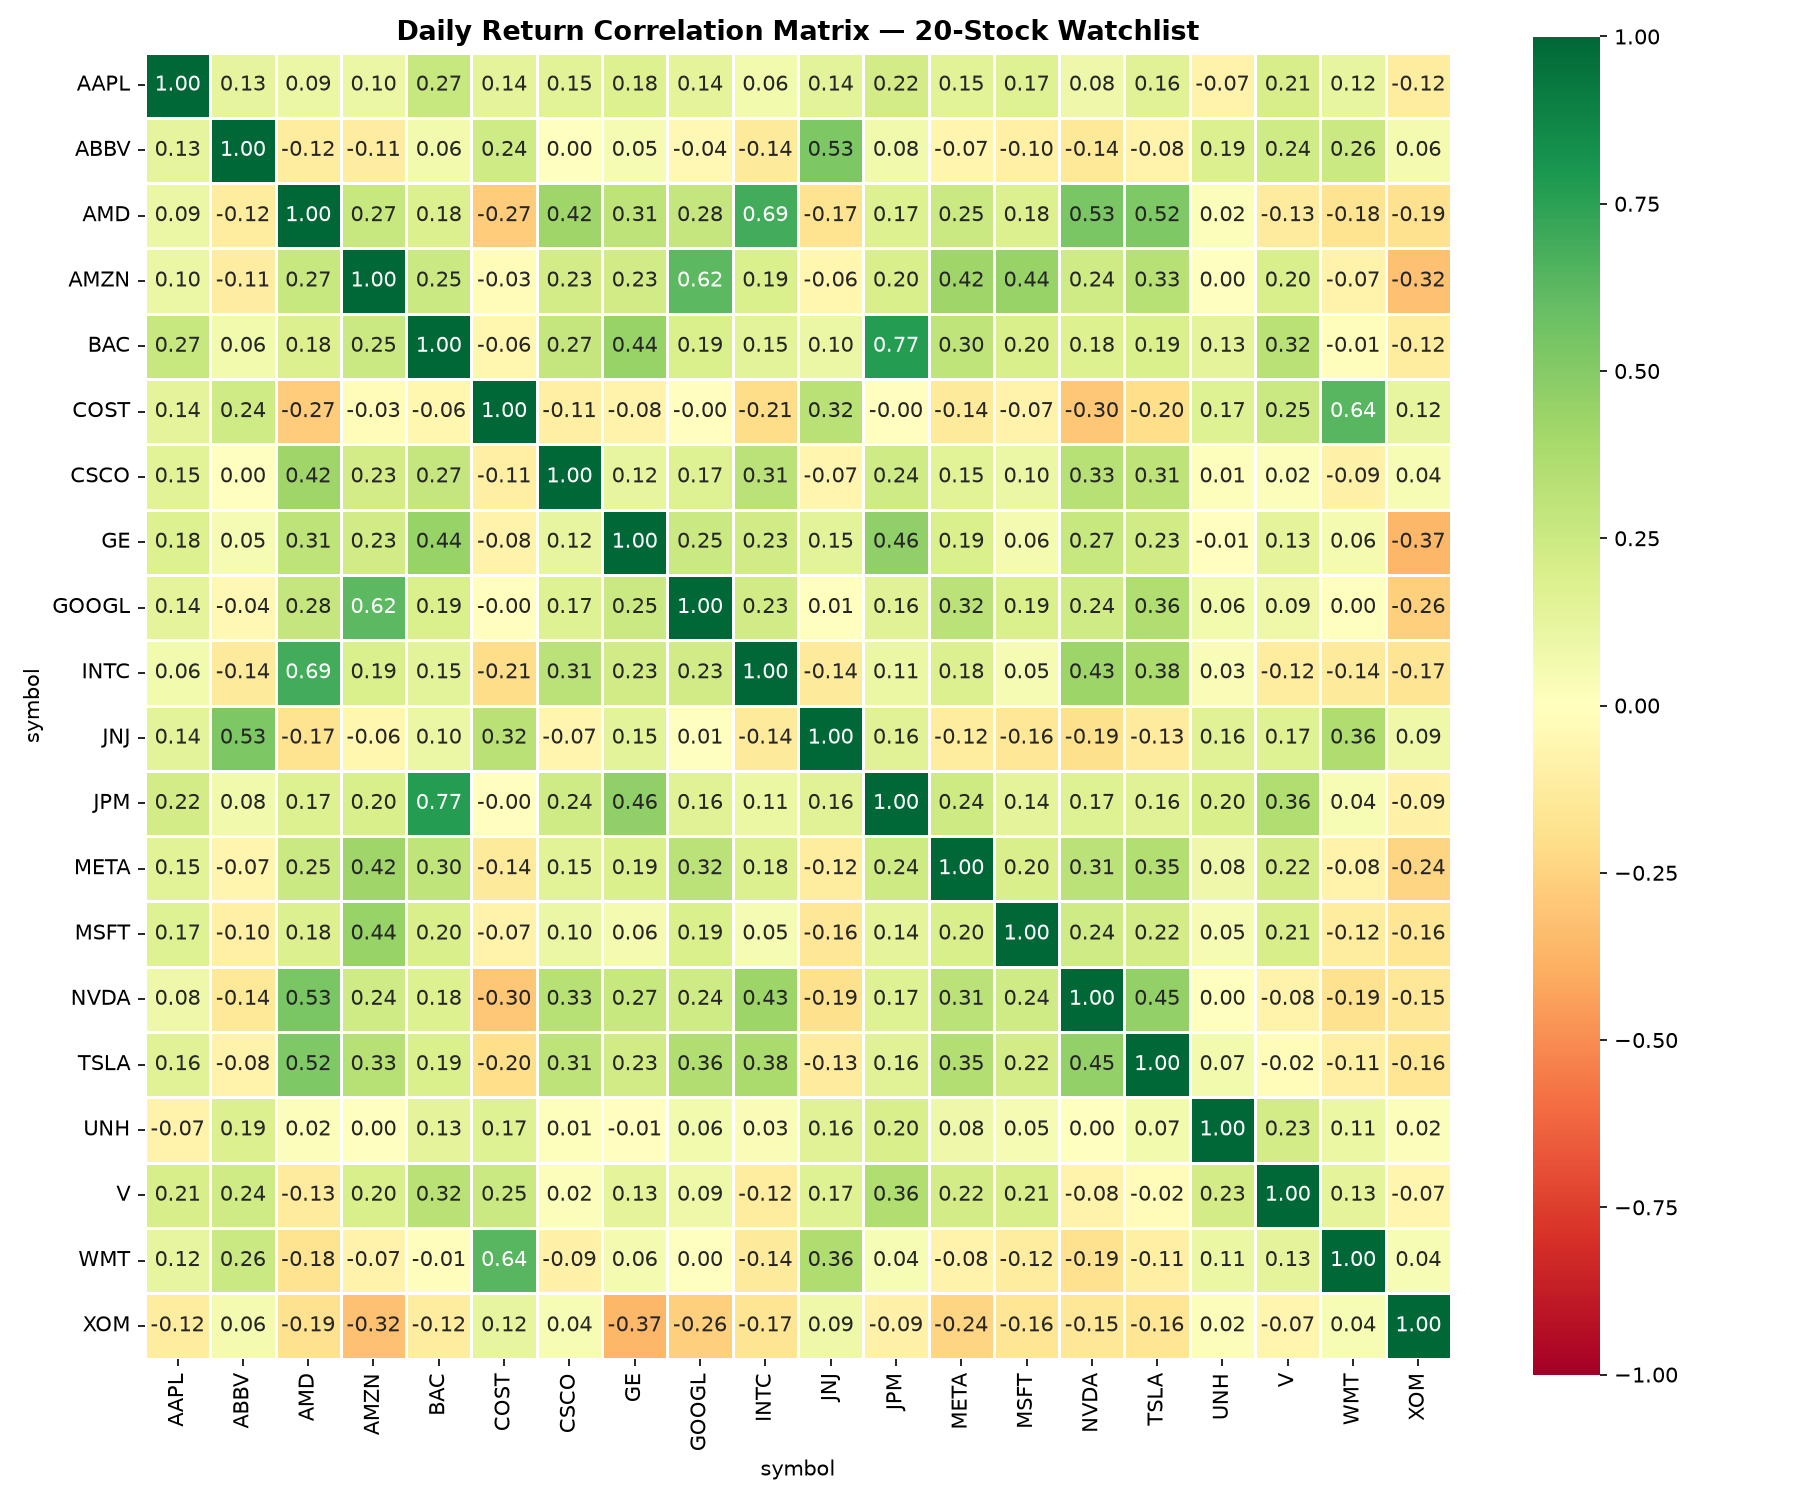 Daily Return Correlation Matrix — 20-Stock Watchlist
AAPL 1.00 0.13 0.09 0.10 0.27 0.14 0.15 0.18 0.14 0.06 0.14 0.22 0.15 0.17 0.08 0.16 -0.07 0.21 0.12 -0.12
ABBV 0.13 1.00 -0.12 -0.11 0.06 0.24 0.00 0.05 -0.04 -0.14 0.53 0.08 -0.07 -0.10 -0.14 -0.08 0.19 0.24 0.26 0.06
AMD 0.09 -0.12 1.00 0.27 0.18 -0.27 0.42 0.31 0.28 0.69 -0.17 0.17 0.25 0.18 0.53 0.52 0.02 -0.13 -0.18 -0.19
AMZN 0.10 -0.11 0.27 1.00 0.25 -0.03 0.23 0.23 0.62 0.19 -0.06 0.20 0.42 0.44 0.24 0.33 0.00 0.20 -0.07 -0.32
BAC 0.27 0.06 0.18 0.25 1.00 -0.06 0.27 0.44 0.19 0.15 0.10 0.77 0.30 0.20 0.18 0.19 0.13 0.32 -0.01 -0.12
COST 0.14 0.24 -0.27 -0.03 -0.06 1.00 -0.11 -0.08 -0.00 -0.21 0.32 -0.00 -0.14 -0.07 -0.30 -0.20 0.17 0.25 0.64 0.12
CSCO 0.15 0.00 0.42 0.23 0.27 -0.11 1.00 0.12 0.17 0.31 -0.07 0.24 0.15 0.10 0.33 0.31 0.01 0.02 -0.09 0.04
GE 0.18 0.05 0.31 0.23 0.44 -0.08 0.12 1.00 0.25 0.23 0.15 0.46 0.19 0.06 0.27 0.23 -0.01 0.13 0.06 -0.37
GOOGL 0.14 -0.04 0.28 0.62 0.19 -0.00 0.17 0.25 1.00 0.23 0.01 0.16 0.32 0.19 0.24 0.36 0.06 0.09 0.00 -0.26
INTC 0.06 -0.14 0.69 0.19 0.15 -0.21 0.31 0.23 0.23 1.00 -0.14 0.11 0.18 0.05 0.43 0.38 0.03 -0.12 -0.14 -0.17
JNJ 0.14 0.53 -0.17 -0.06 0.10 0.32 -0.07 0.15 0.01 -0.14 1.00 0.16 -0.12 -0.16 -0.19 -0.13 0.16 0.17 0.36 0.09
JPM 0.22 0.08 0.17 0.20 0.77 -0.00 0.24 0.46 0.16 0.11 0.16 1.00 0.24 0.14 0.17 0.16 0.20 0.36 0.04 -0.09
META 0.15 -0.07 0.25 0.42 0.30 -0.14 0.15 0.19 0.32 0.18 -0.12 0.24 1.00 0.20 0.31 0.35 0.08 0.22 -0.08 -0.24
MSFT 0.17 -0.10 0.18 0.44 0.20 -0.07 0.10 0.06 0.19 0.05 -0.16 0.14 0.20 1.00 0.24 0.22 0.05 0.21 -0.12 -0.16
NVDA 0.08 -0.14 0.53 0.24 0.18 -0.30 0.33 0.27 0.24 0.43 -0.19 0.17 0.31 0.24 1.00 0.45 0.00 -0.08 -0.19 -0.15
TSLA 0.16 -0.08 0.52 0.33 0.19 -0.20 0.31 0.23 0.36 0.38 -0.13 0.16 0.35 0.22 0.45 1.00 0.07 -0.02 -0.11 -0.16
UNH -0.07 0.19 0.02 0.00 0.13 0.17 0.01 -0.01 0.06 0.03 0.16 0.20 0.08 0.05 0.00 0.07 1.00 0.23 0.11 0.02
V 0.21 0.24 -0.13 0.20 0.32 0.25 0.02 0.13 0.09 -0.12 0.17 0.36 0.22 0.21 -0.08 -0.02 0.23 1.00 0.13 -0.07
WMT 0.12 0.26 -0.18 -0.07 -0.01 0.64 -0.09 0.06 0.00 -0.14 0.36 0.04 -0.08 -0.12 -0.19 -0.11 0.11 0.13 1.00 0.04
XOM -0.12 0.06 -0.19 -0.32 -0.12 0.12 0.04 -0.37 -0.26 -0.17 0.09 -0.09 -0.24 -0.16 -0.15 -0.16 0.02 -0.07 0.04 1.00
AAPL ABBV AMD AMZN BAC COST CSCO GE GOOGL INTC JNJ JPM META MSFT NVDA TSLA UNH V WMT XOM
symbol
symbol
1.00
0.75
0.50
0.25
0.00
−0.25
−0.50
−0.75
−1.00